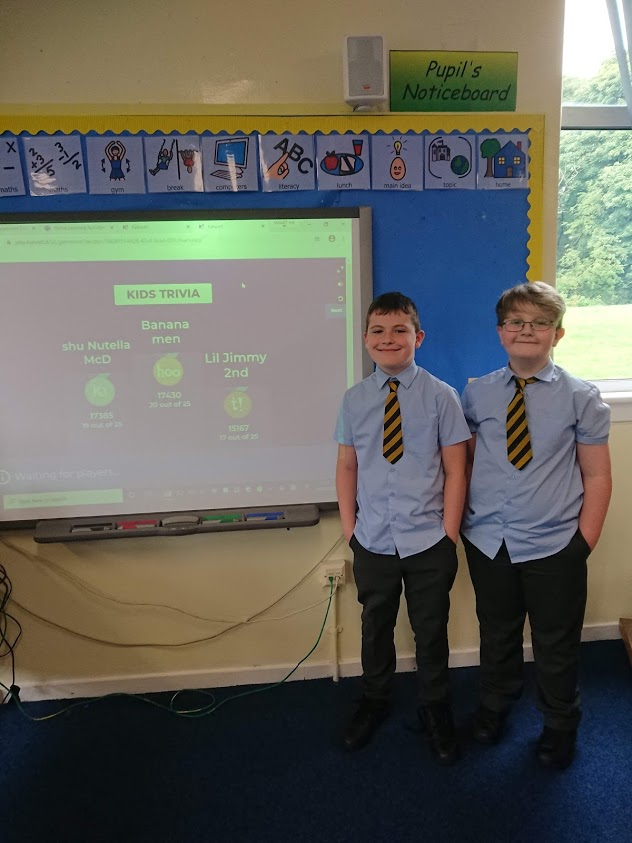 Pupil's
Noticeboard
maths
maths
gym
break
computers
literacy
ABC
lunch
main idea
topic
home
KIDS TRIVIA
Banana
men
shu Nutella
McD
Lil Jimmy
2nd
hoo
t!
17385
19 out of 25
17430
20 out of 25
15167
17 out of 25
Waiting for players...